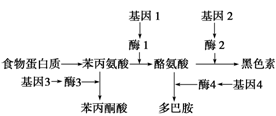 基因1 基因2
酶1 酶2
食物蛋白质 苯丙氨酸 酪氨酸 黑色素
基因3 酶3 酶4 基因4
苯丙酮酸 多巴胺